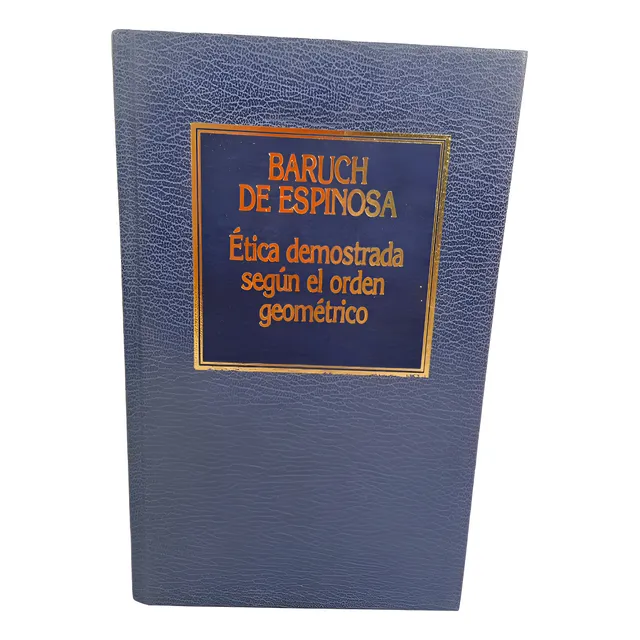 BARUCH
DE ESPINOSA
Ética demostrada
según el orden
geométrico